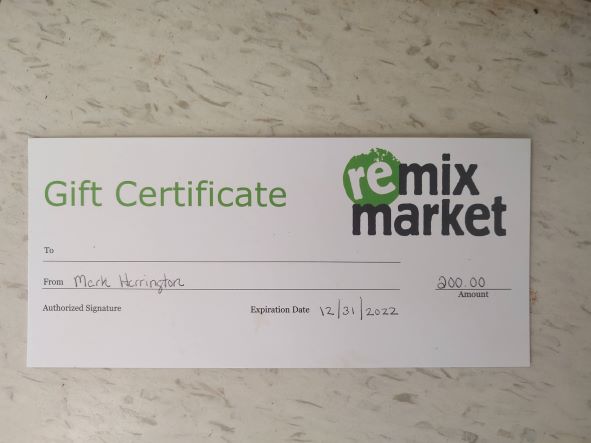 Gift Certificate
remix
market
To
From Mark Harrington
200.00
Amount
Authorized Signature
Expiration Date 12/31/2022